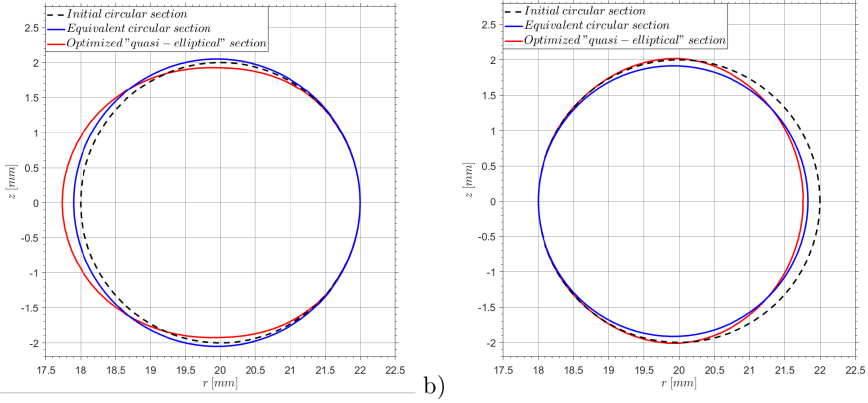 Initial circular section
Equivalent circular section
Optimized "quasi - elliptical" section
2.5
2
1.5
1
0.5
0
-0.5
-1
-1.5
-2
z [mm]
17.5 18 18.5 19 19.5 20 20.5 21 21.5 22 22.5
r [mm]
b)
Initial circular section
Equivalent circular section
Optimized "quasi - elliptical" section
2.5
2
1.5
1
0.5
0
-0.5
-1
-1.5
-2
z [mm]
17.5 18 18.5 19 19.5 20 20.5 21 21.5 22 22.5
r [mm]